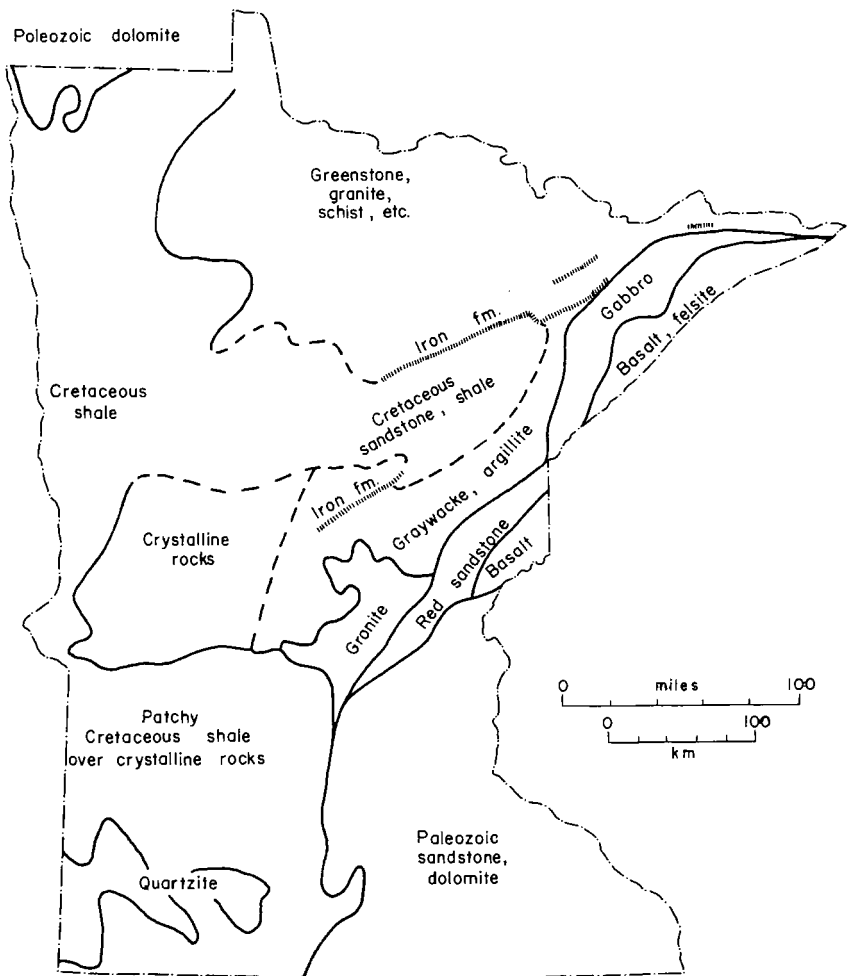 Poleozoic dolomite
Greenstone,
granite,
schist, etc.
Iron fm.
Gabbro
Basalt, felsite
Cretaceous
shale
Cretaceous
sandstone, shale
Iron fm.
Graywacke, argillite
Crystalline
rocks
Red sandstone
Basalt
Gronite
0 miles 100
0 100
km
Patchy
Cretaceous shale
over crystalline rocks
Paleozoic
sandstone,
dolomite
Quartzite